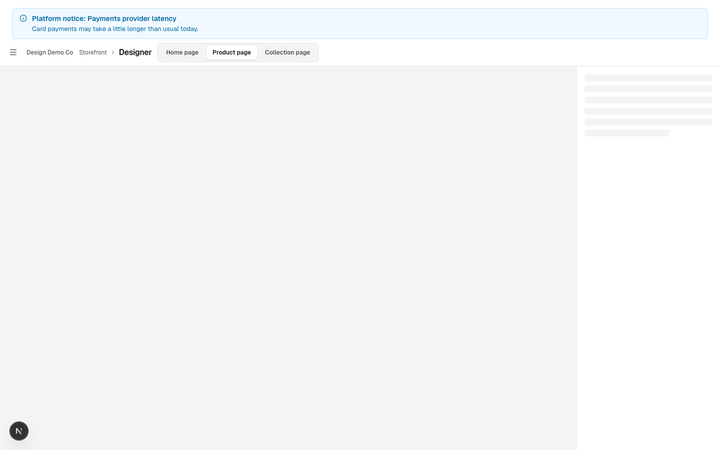 Platform notice: Payments provider latency
Card payments may take a little longer than usual today.
Design Demo Co Storefront › Designer Home page Product page Collection page
N